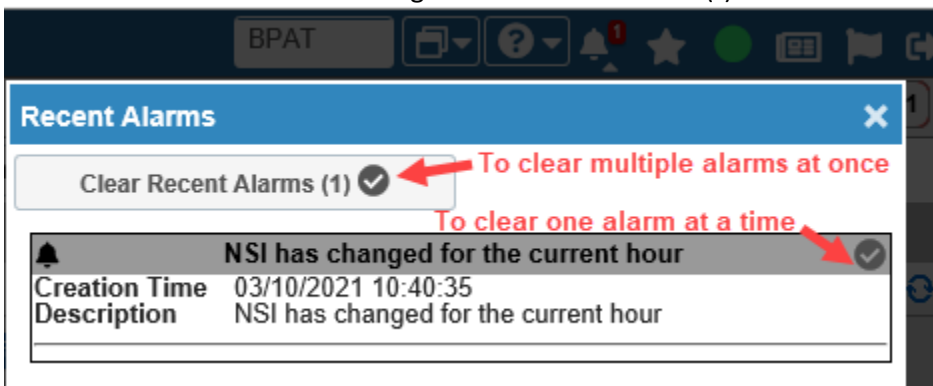 BPAT
1
Recent Alarms
1
Clear Recent Alarms (1)
To clear multiple alarms at once
To clear one alarm at a time
NSI has changed for the current hour
Creation Time 03/10/2021 10:40:35
Description NSI has changed for the current hour